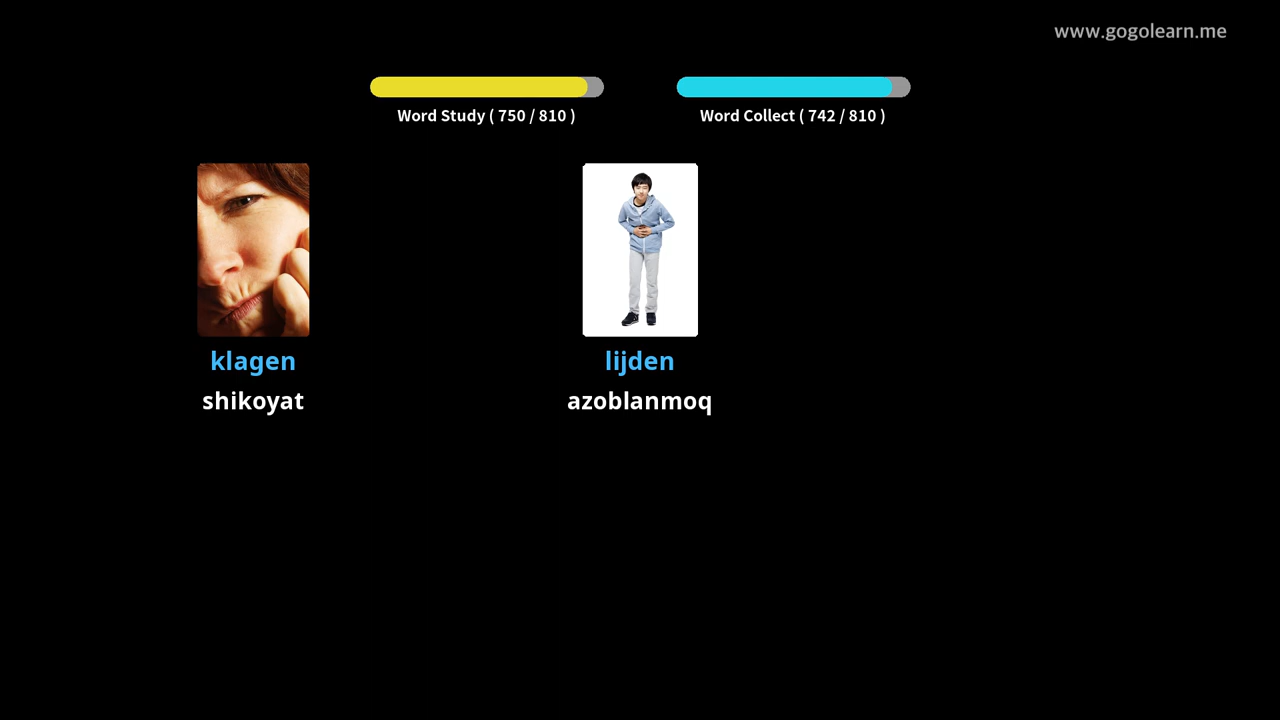 www.gogolearn.me
Word Study ( 750 / 810 )
Word Collect ( 742 / 810 )
klagen
lijden
shikoyat
azoblanmoq